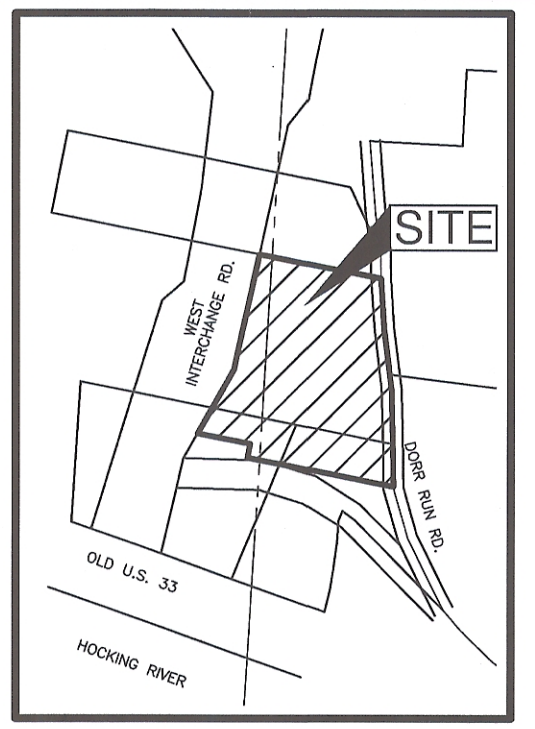 SITE
WEST
INTERCHANGE RD.
DORR RUN RD.
OLD U.S. 33
HOCKING RIVER